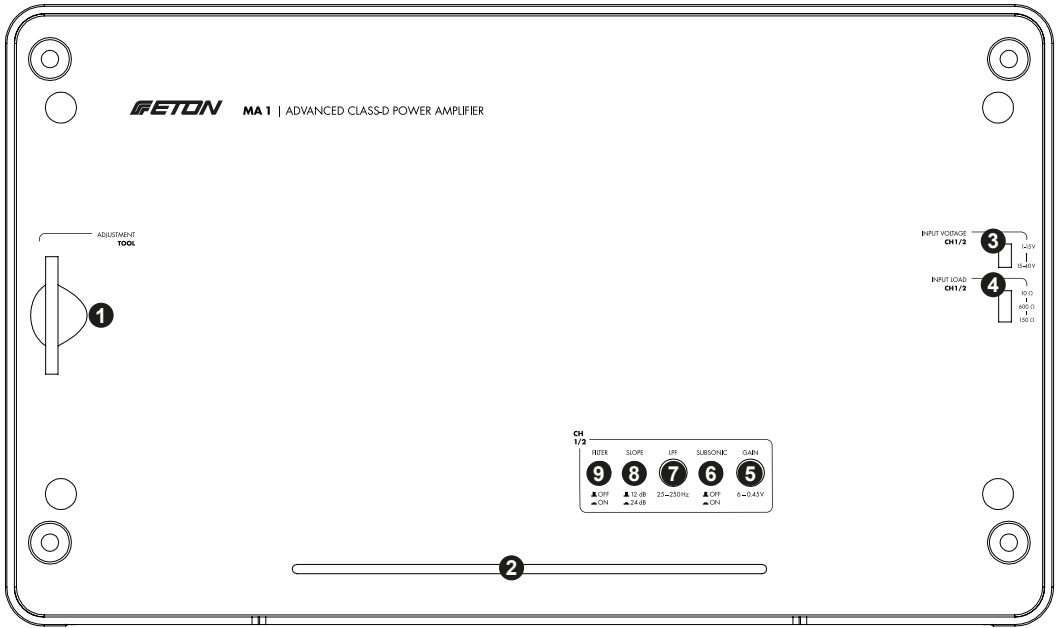 ETON MA 1 | ADVANCED CLASS-D POWER AMPLIFIER
ADJUSTMENT
TOOL
1
INPUT VOLTAGE
CH1/2
3
1–15V
15–40V
INPUT LOAD
CH1/2
4
10 Ω
600 Ω
150 Ω
CH
1/2
FILTER SLOPE LPF SUBSONIC GAIN
9 8 7 6 5
OFF 12 dB 25–250Hz OFF 6–0.45V
ON 24 dB ON
2